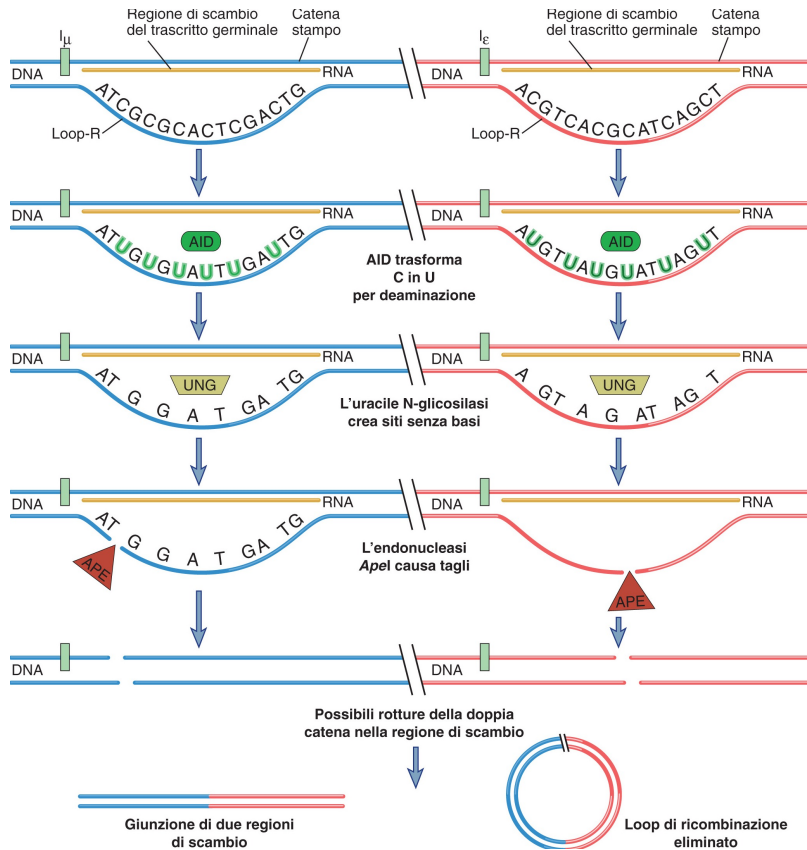 Iμ
Regione di scambio
del trascritto germinale
Catena
stampo
DNA
RNA
ATCGCGCACTCGACTG
Loop-R
Iε
Regione di scambio
del trascritto germinale
Catena
stampo
DNA
RNA
ACGTCACGCATCAGCT
Loop-R
DNA
RNA
AID
ATUGUGUAUTUGAUTG
DNA
RNA
AID
AUGTUAUGUATUAGUT
AID trasforma
C in U
per deaminazione
DNA
RNA
UNG
AT G G A T GA TG
DNA
RNA
UNG
A GT A G AT AG T
L'uracile N-glicosilasi
crea siti senza basi
DNA
RNA
AT G G A T GA TG
APE
DNA
RNA
APE
L'endonucleasi
ApeI causa tagli
DNA
DNA
Possibili rotture della doppia
catena nella regione di scambio
Giunzione di due regioni
di scambio
Loop di ricombinazione
eliminato